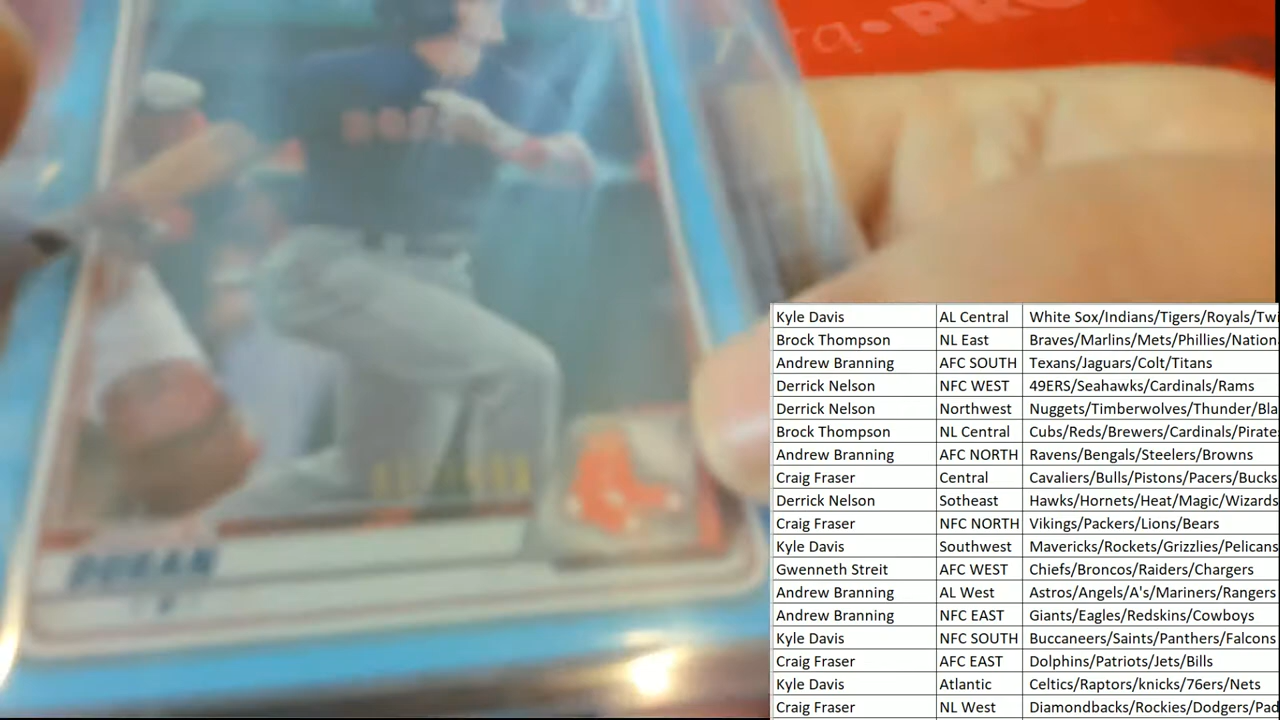 PRO
Kyle Davis AL Central White Sox/Indians/Tigers/Royals/Twi
Brock Thompson NL East Braves/Marlins/Mets/Phillies/Nation
Andrew Branning AFC SOUTH Texans/Jaguars/Colt/Titans
Derrick Nelson NFC WEST 49ERS/Seahawks/Cardinals/Rams
Derrick Nelson Northwest Nuggets/Timberwolves/Thunder/Bla
Brock Thompson NL Central Cubs/Reds/Brewers/Cardinals/Pirate
Andrew Branning AFC NORTH Ravens/Bengals/Steelers/Browns
Craig Fraser Central Cavaliers/Bulls/Pistons/Pacers/Bucks
Derrick Nelson Sotheast Hawks/Hornets/Heat/Magic/Wizards
Craig Fraser NFC NORTH Vikings/Packers/Lions/Bears
Kyle Davis Southwest Mavericks/Rockets/Grizzlies/Pelicans
Gwenneth Streit AFC WEST Chiefs/Broncos/Raiders/Chargers
Andrew Branning AL West Astros/Angels/A's/Mariners/Rangers
Andrew Branning NFC EAST Giants/Eagles/Redskins/Cowboys
Kyle Davis NFC SOUTH Buccaneers/Saints/Panthers/Falcons
Craig Fraser AFC EAST Dolphins/Patriots/Jets/Bills
Kyle Davis Atlantic Celtics/Raptors/knicks/76ers/Nets
Craig Fraser NL West Diamondbacks/Rockies/Dodgers/Pad